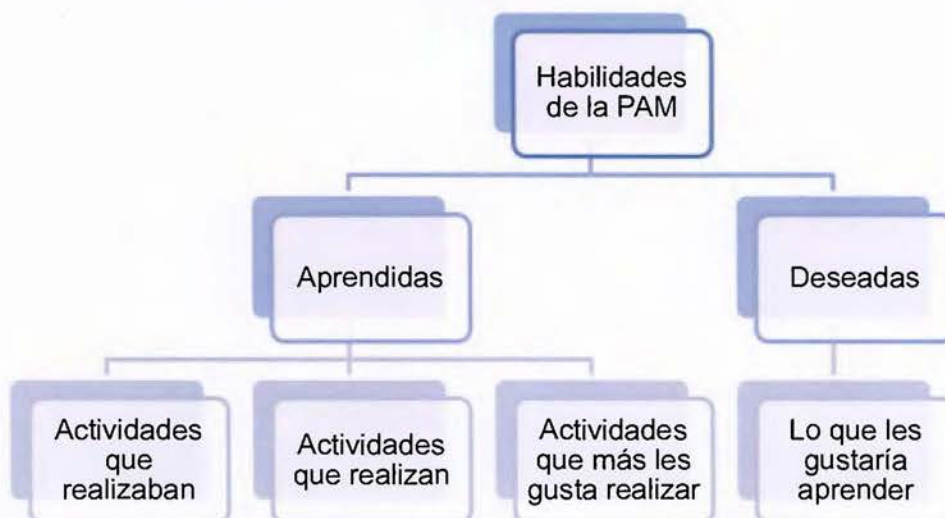 Habilidades
de la PAM
Aprendidas
Deseadas
Actividades
que
realizaban
Actividades
que realizan
Actividades
que más les
gusta realizar
Lo que les
gustaría
aprender